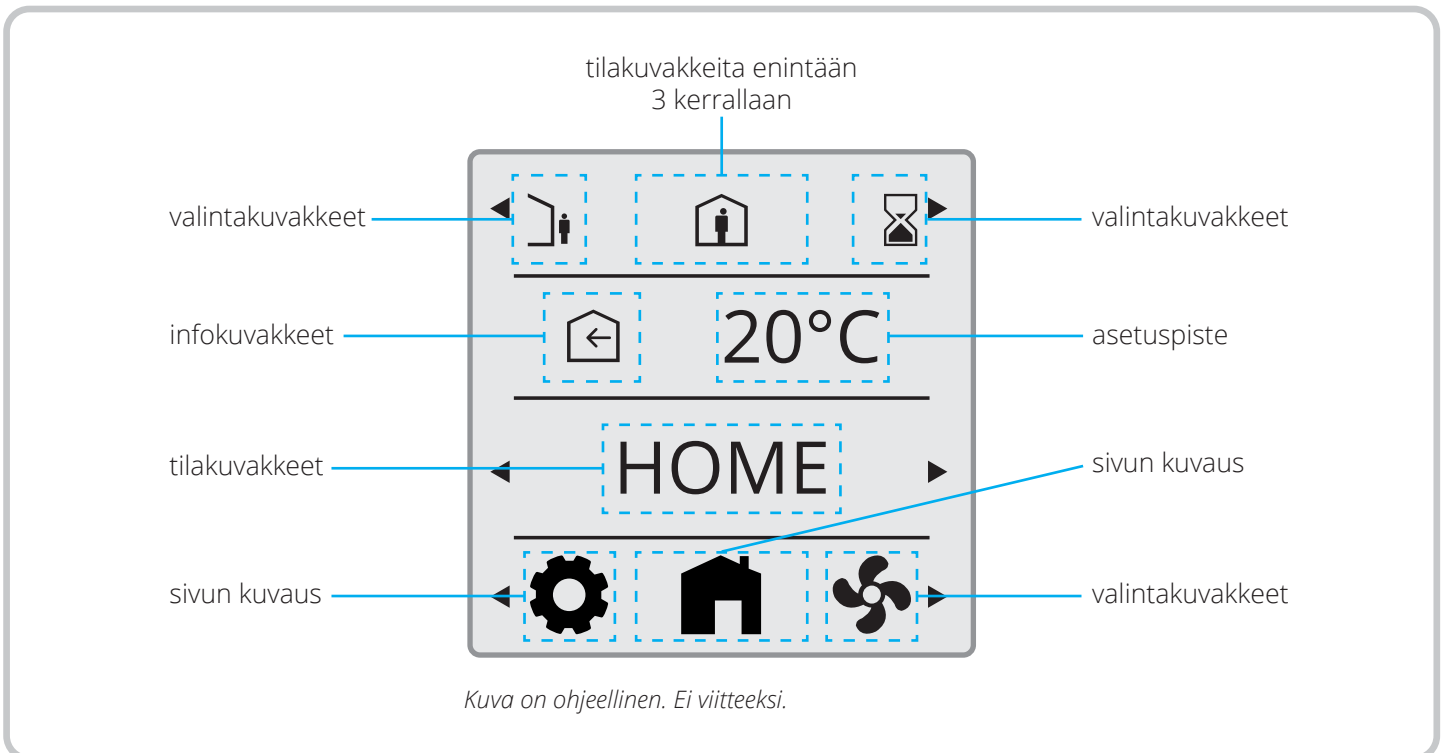 tilakuvakkeita enintään
3 kerrallaan
valintakuvakkeet
valintakuvakkeet
infokuvakkeet
20°C
asetuspiste
tilakuvakkeet
HOME
sivun kuvaus
sivun kuvaus
valintakuvakkeet
Kuva on ohjeellinen. Ei viitteeksi.